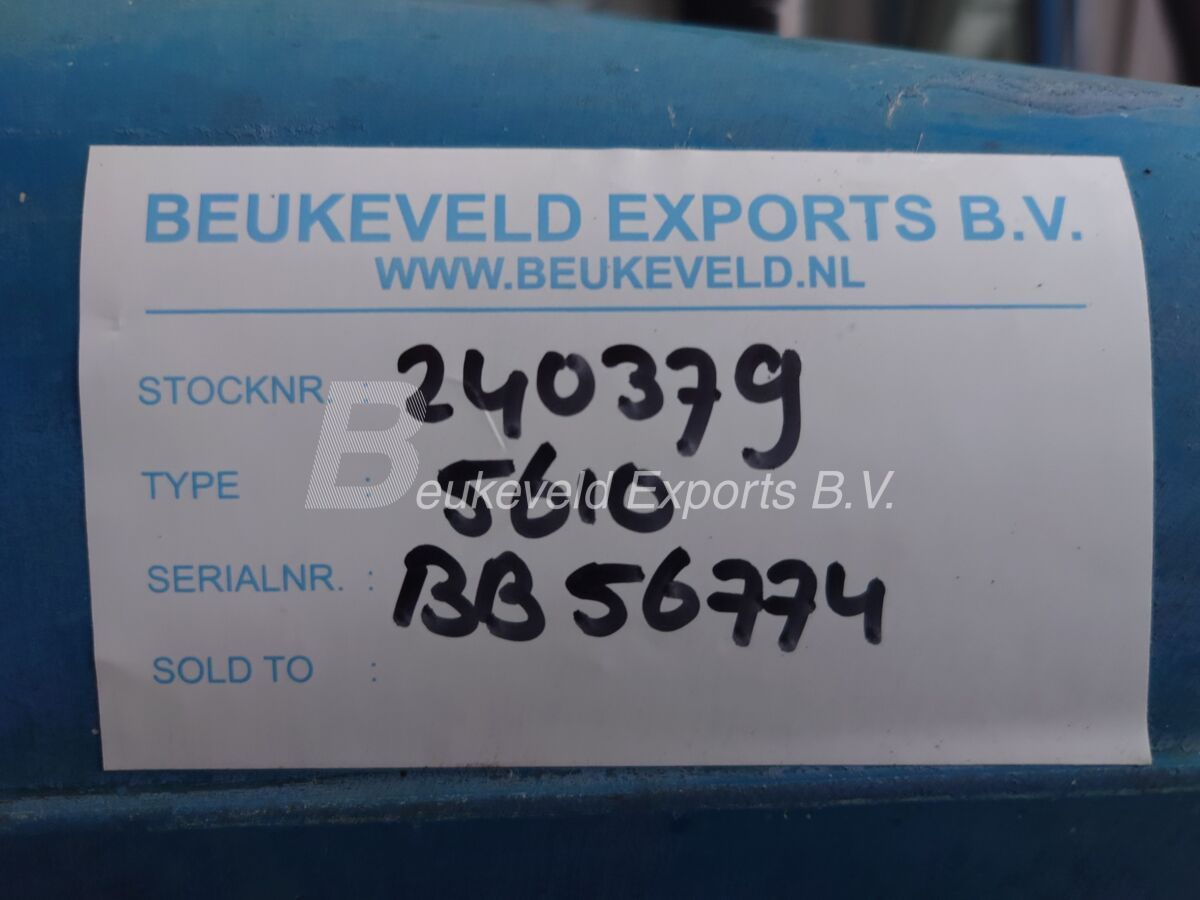 BEUKEVELD EXPORTS B.V.
WWW.BEUKEVELD.NL
STOCKNR. : 240379
TYPE : 5610
Beukeveld Exports B.V.
SERIALNR. : BB56774
SOLD TO :